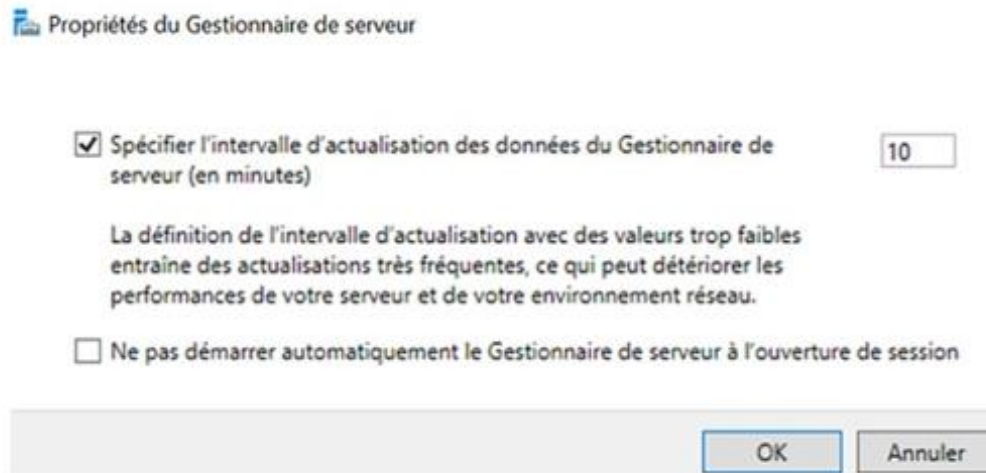 Propriétés du Gestionnaire de serveur
Spécifier l'intervalle d'actualisation des données du Gestionnaire de
10
serveur (en minutes)
La définition de l'intervalle d'actualisation avec des valeurs trop faibles
entraîne des actualisations très fréquentes, ce qui peut détériorer les
performances de votre serveur et de votre environnement réseau.
Ne pas démarrer automatiquement le Gestionnaire de serveur à l'ouverture de session
OK
Annuler